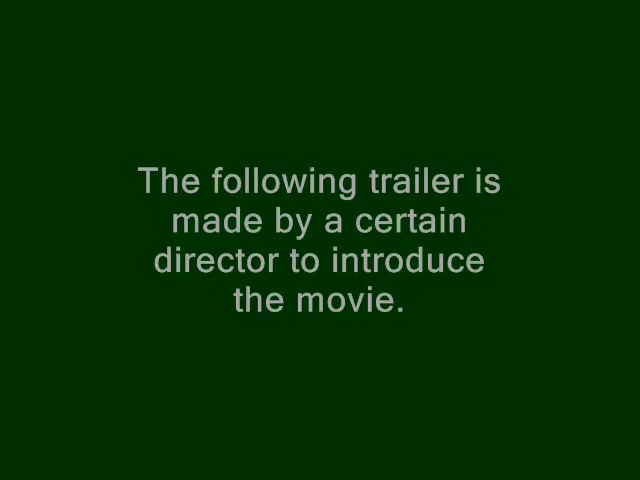 The following trailer is
made by a certain
director to introduce
the movie.